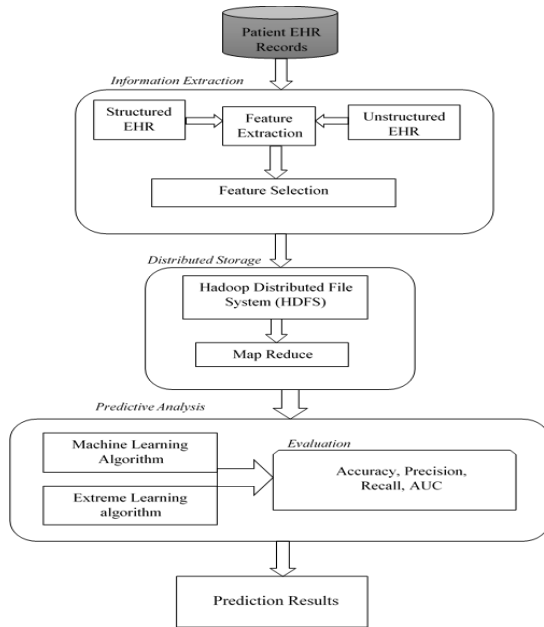 Patient EHR
Records
Information Extraction
Structured
EHR
Feature
Extraction
Unstructured
EHR
Feature Selection
Distributed Storage
Hadoop Distributed File
System (HDFS)
Map Reduce
Predictive Analysis
Machine Learning
Algorithm
Extreme Learning
algorithm
Evaluation
Accuracy, Precision,
Recall, AUC
Prediction Results